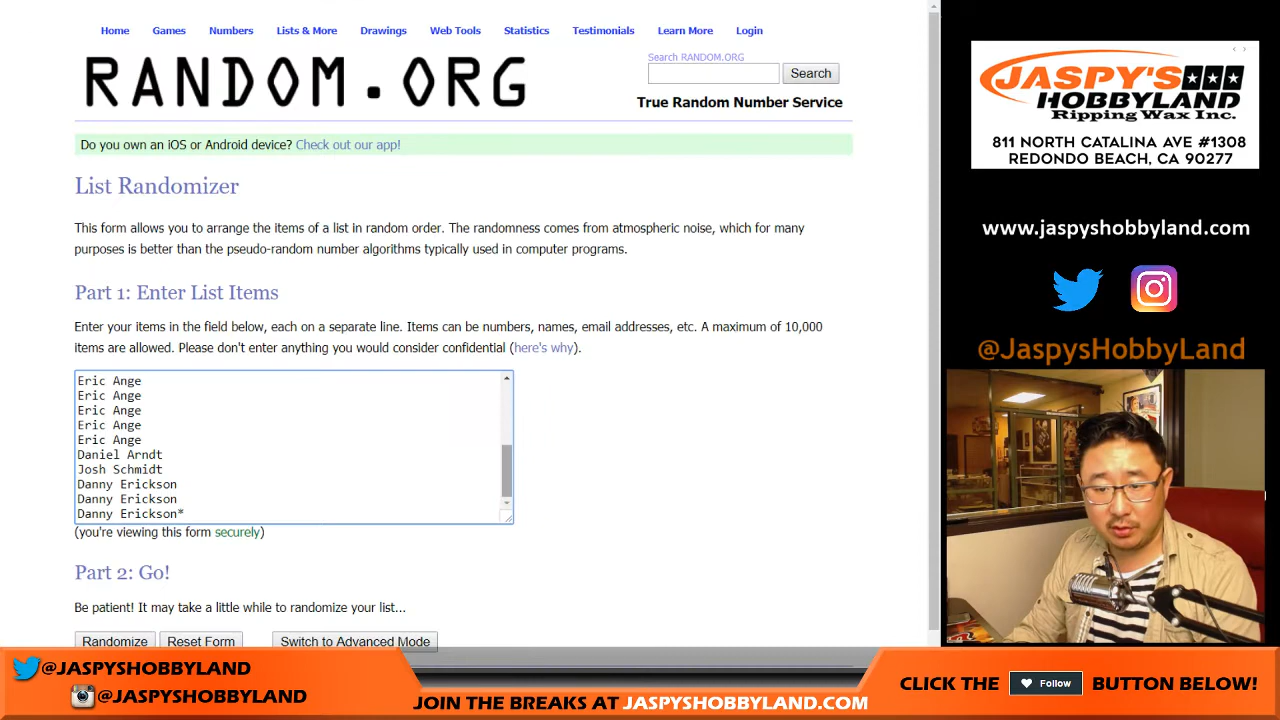 Home Games Numbers Lists & More Drawings Web Tools Statistics Testimonials Learn More Login
RANDOM.ORG
Search RANDOM.ORG
Search
True Random Number Service
Do you own an iOS or Android device? Check out our app!
List Randomizer
This form allows you to arrange the items of a list in random order. The randomness comes from atmospheric noise, which for many
purposes is better than the pseudo-random number algorithms typically used in computer programs.
Part 1: Enter List Items
Enter your items in the field below, each on a separate line. Items can be numbers, names, email addresses, etc. A maximum of 10,000
items are allowed. Please don't enter anything you would consider confidential (here's why).
Eric Ange
Eric Ange
Eric Ange
Eric Ange
Eric Ange
Daniel Arndt
Josh Schmidt
Danny Erickson
Danny Erickson
Danny Erickson*
(you're viewing this form securely)
Part 2: Go!
Be patient! It may take a little while to randomize your list...
Randomize Reset Form Switch to Advanced Mode
JASPY'S
HOBBYLAND
Ripping Wax Inc.
811 NORTH CATALINA AVE #1308
REDONDO BEACH, CA 90277
www.jaspyshobbyland.com
@JaspysHobbyLand
@JASPYSHOBBYLAND
@JASPYSHOBBYLAND
JOIN THE BREAKS AT JASPYSHOBBYLAND.COM
CLICK THE Follow BUTTON BELOW!